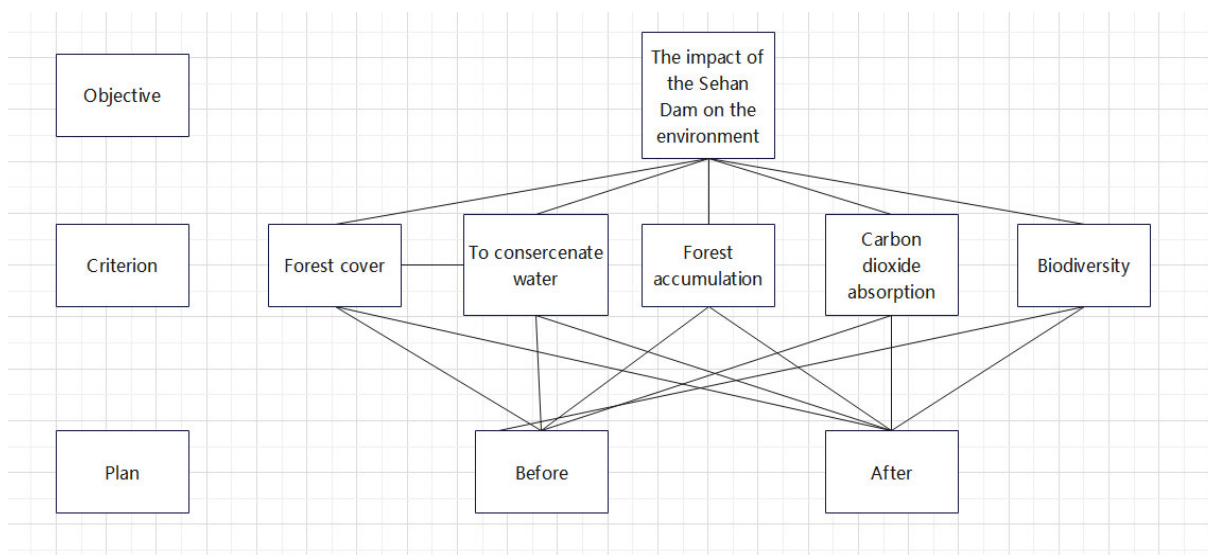 Objective
The impact of
the Sehan
Dam on the
environment
Criterion
Forest cover
To consercenate
water
Forest
accumulation
Carbon
dioxide
absorption
Biodiversity
Plan
Before
After